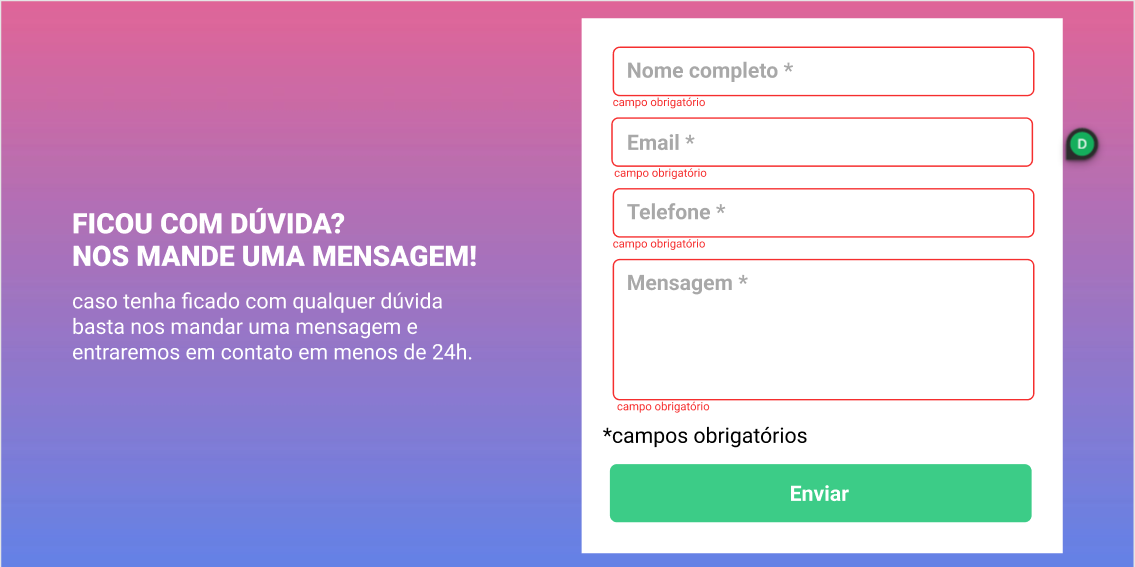 FICOU COM DÚVIDA?
NOS MANDE UMA MENSAGEM!
caso tenha ficado com qualquer dúvida
basta nos mandar uma mensagem e
entraremos em contato em menos de 24h.
Nome completo *
campo obrigatório
Email *
campo obrigatório
Telefone *
campo obrigatório
Mensagem *
campo obrigatório
*campos obrigatórios
Enviar
D